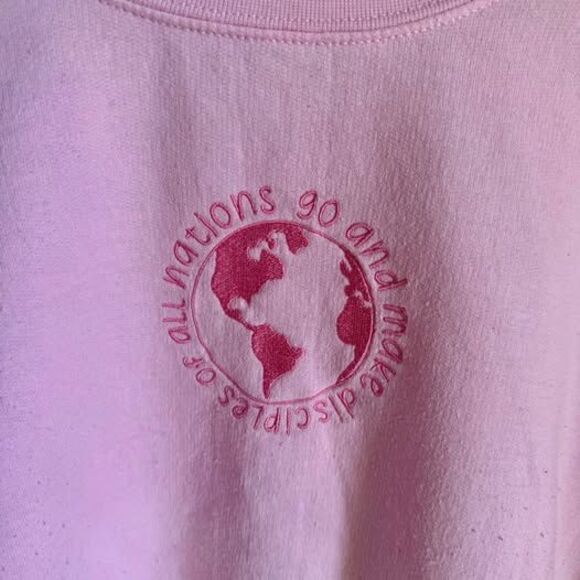 go and make disciples of all nations